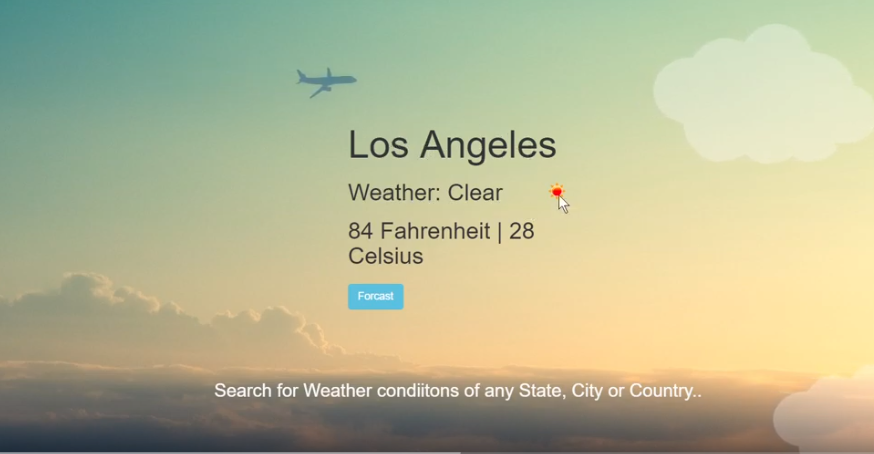 Los Angeles
Weather: Clear
84 Fahrenheit | 28
Celsius
Forcast
Search for Weather condiitons of any State, City or Country..